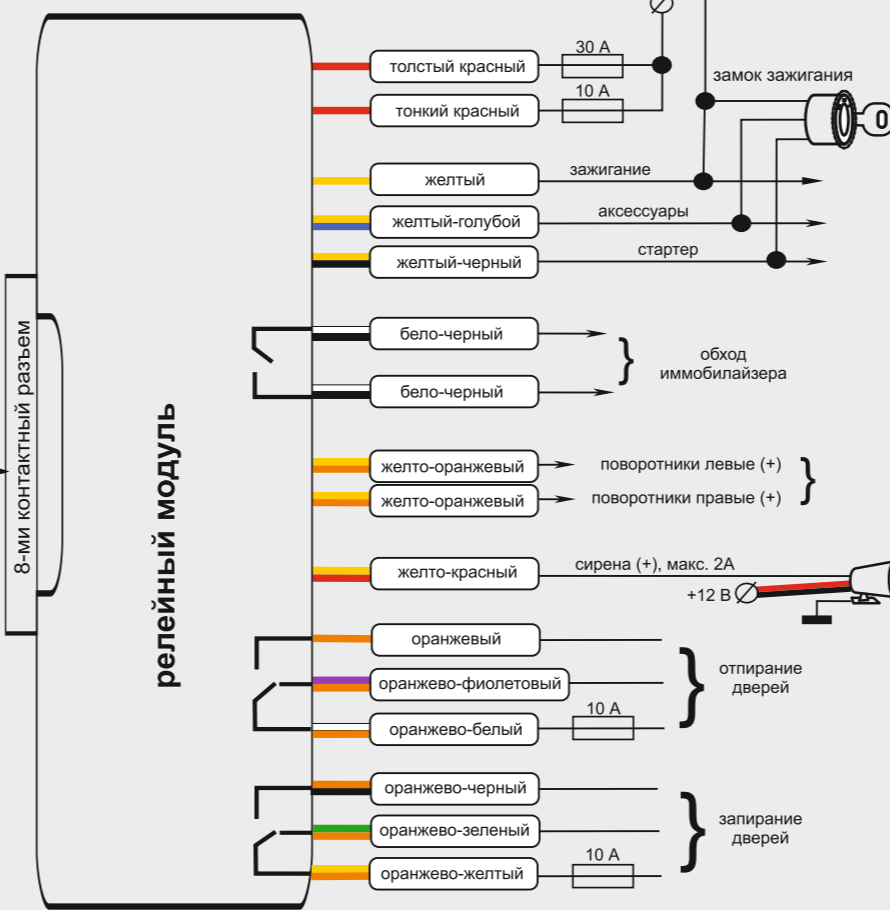 30 А
толстый красный
замок зажигания
10 А
тонкий красный
желтый
зажигание
желтый-голубой
аксессуары
желтый-черный
стартер
8-ми контактный разъем
релейный модуль
бело-черный
обход
иммобилайзера
бело-черный
желто-оранжевый
поворотники левые (+)
желто-оранжевый
поворотники правые (+)
желто-красный
сирена (+), макс. 2А
+12 В
оранжевый
оранжево-фиолетовый
отпирание
дверей
оранжево-белый
10 А
оранжево-черный
оранжево-зеленый
запирание
дверей
оранжево-желтый
10 А